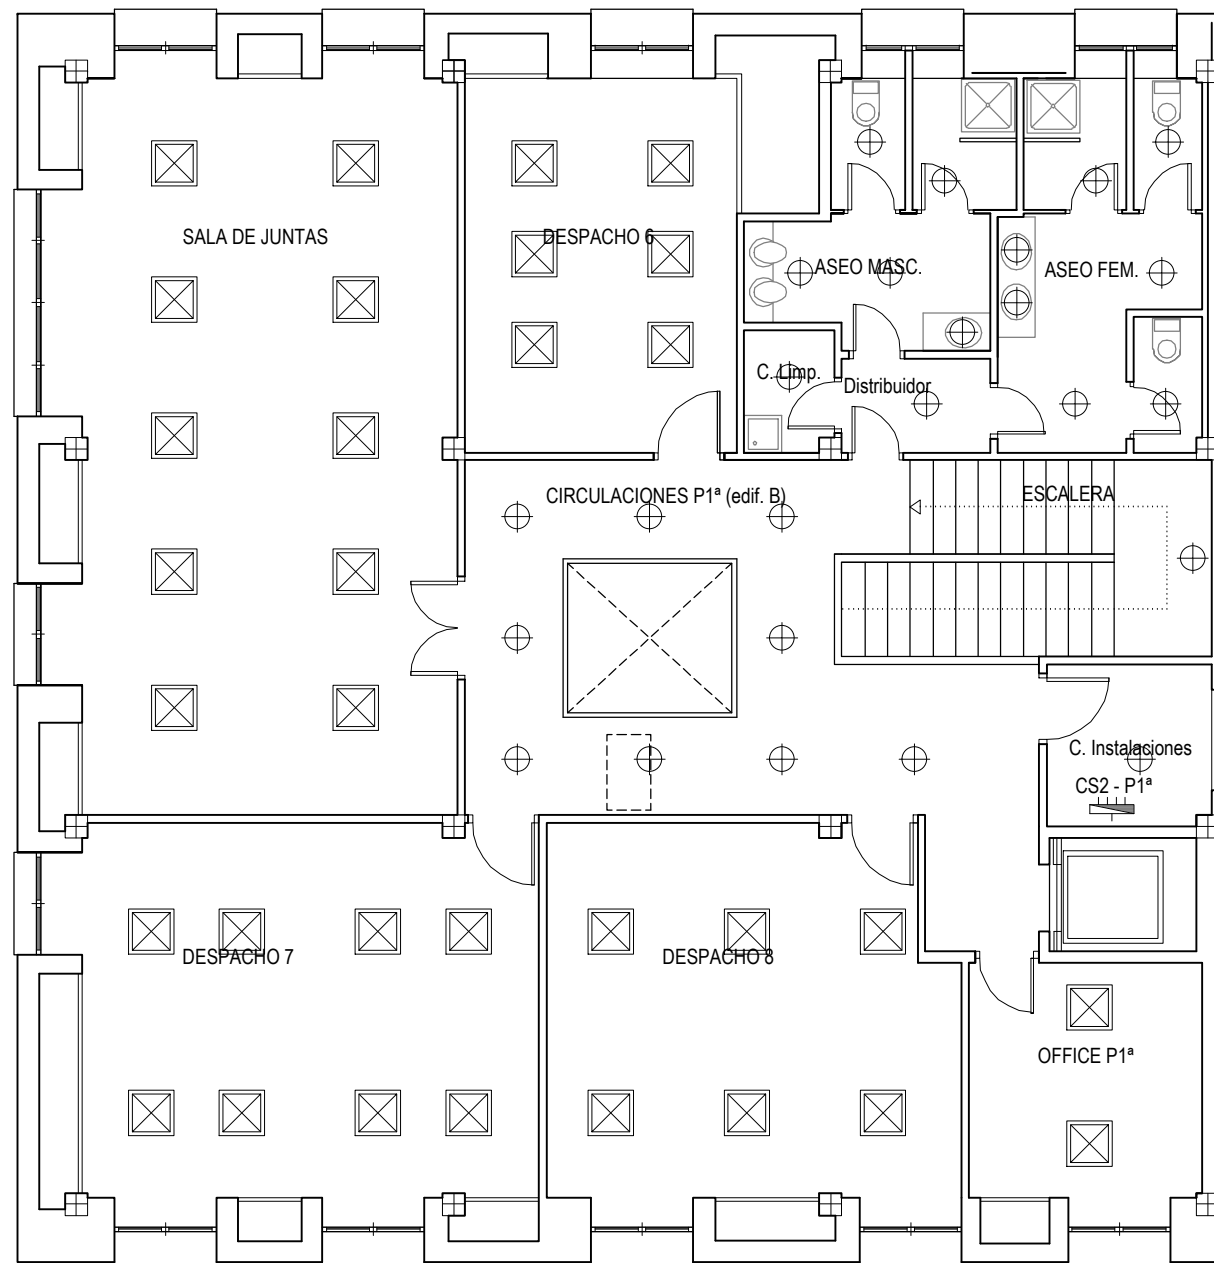 SALA DE JUNTAS
DESPACHO 6
ASEO MASC.
ASEO FEM.
C. Limp.
Distribuidor
CIRCULACIONES P1ª (edif. B)
ESCALERA
C. Instalaciones
CS2 - P1ª
DESPACHO 7
DESPACHO 8
OFFICE P1ª